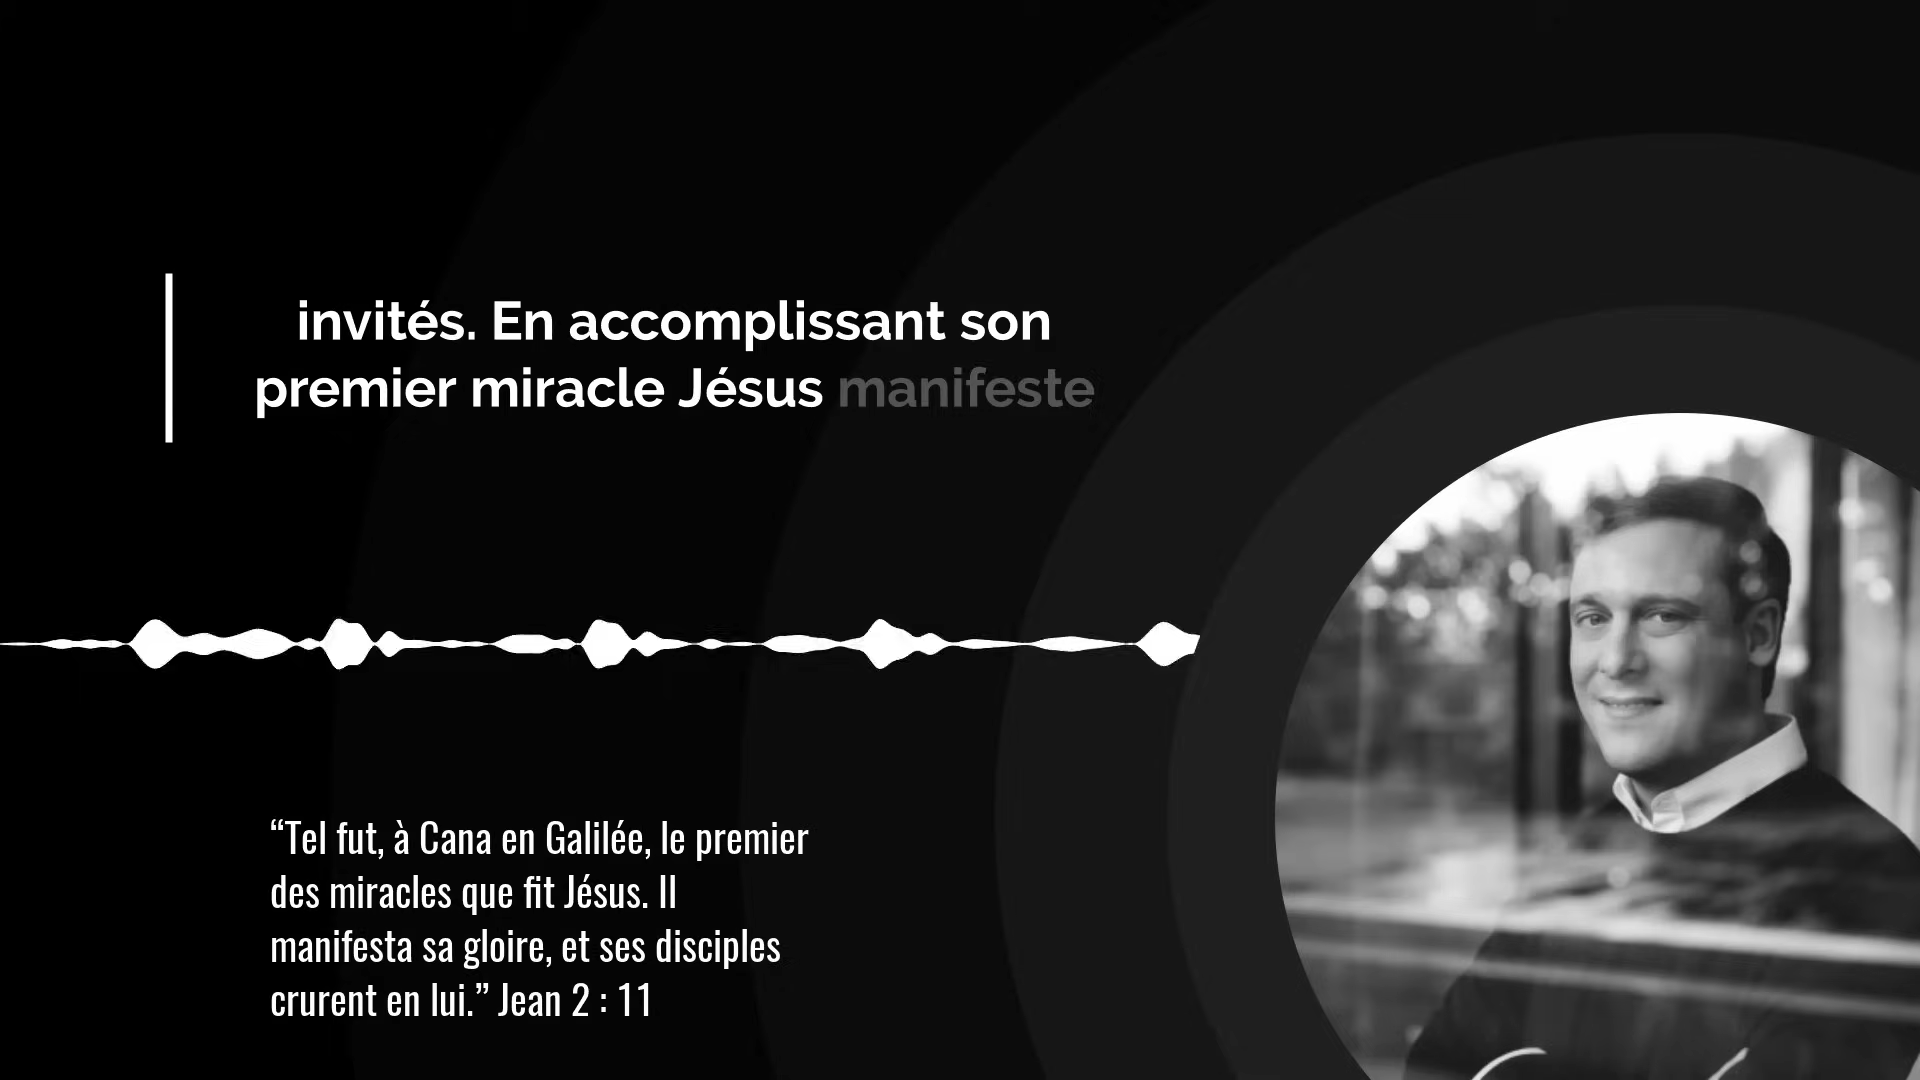 invités. En accomplissant son
premier miracle Jésus manifeste
“Tel fut, à Cana en Galilée, le premier
des miracles que fit Jésus. Il
manifesta sa gloire, et ses disciples
crurent en lui.” Jean 2 : 11